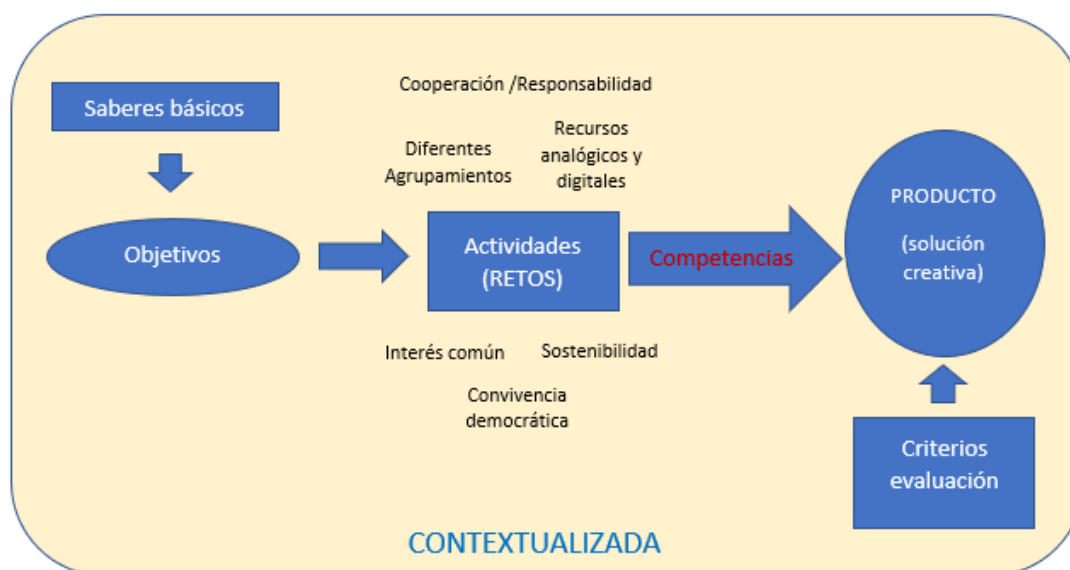 Cooperación /Responsabilidad
Saberes básicos
Diferentes
Agrupamientos
Recursos
analógicos y
digitales
Objetivos
Actividades
(RETOS)
Competencias
PRODUCTO
(solución
creativa)
Interés común
Sostenibilidad
Convivencia
democrática
Criterios
evaluación
CONTEXTUALIZADA